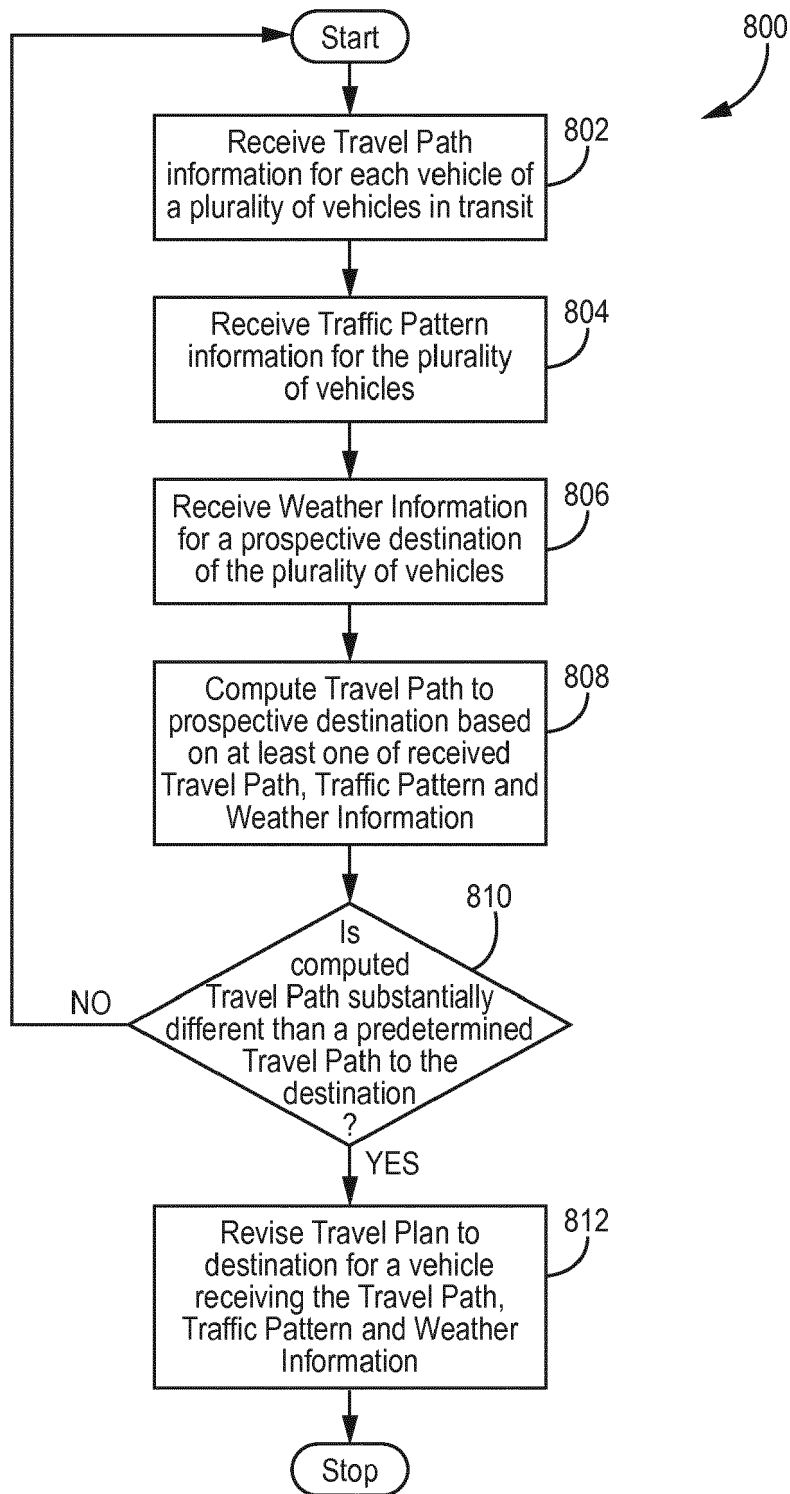 Start
800
Receive Travel Path
information for each vehicle of
a plurality of vehicles in transit
802
Receive Traffic Pattern
information for the plurality
of vehicles
804
Receive Weather Information
for a prospective destination
of the plurality of vehicles
806
Compute Travel Path to
prospective destination based
on at least one of received
Travel Path, Traffic Pattern and
Weather Information
808
Is
computed
Travel Path substantially
different than a predetermined
Travel Path to the
destination
?
810
NO
YES
Revise Travel Plan to
destination for a vehicle
receiving the Travel Path,
Traffic Pattern and Weather
Information
812
Stop